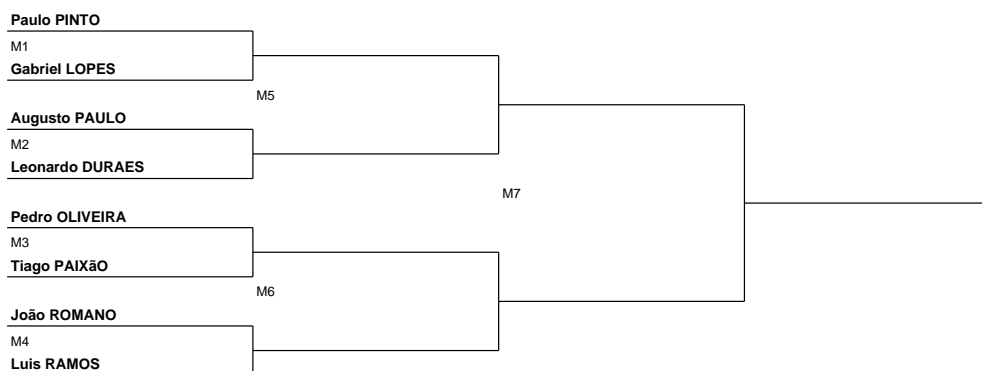 Paulo PINTO
M1
Gabriel LOPES
M5
Augusto PAULO
M2
Leonardo DURAES
M7
Pedro OLIVEIRA
M3
Tiago PAIXãO
M6
João ROMANO
M4
Luis RAMOS